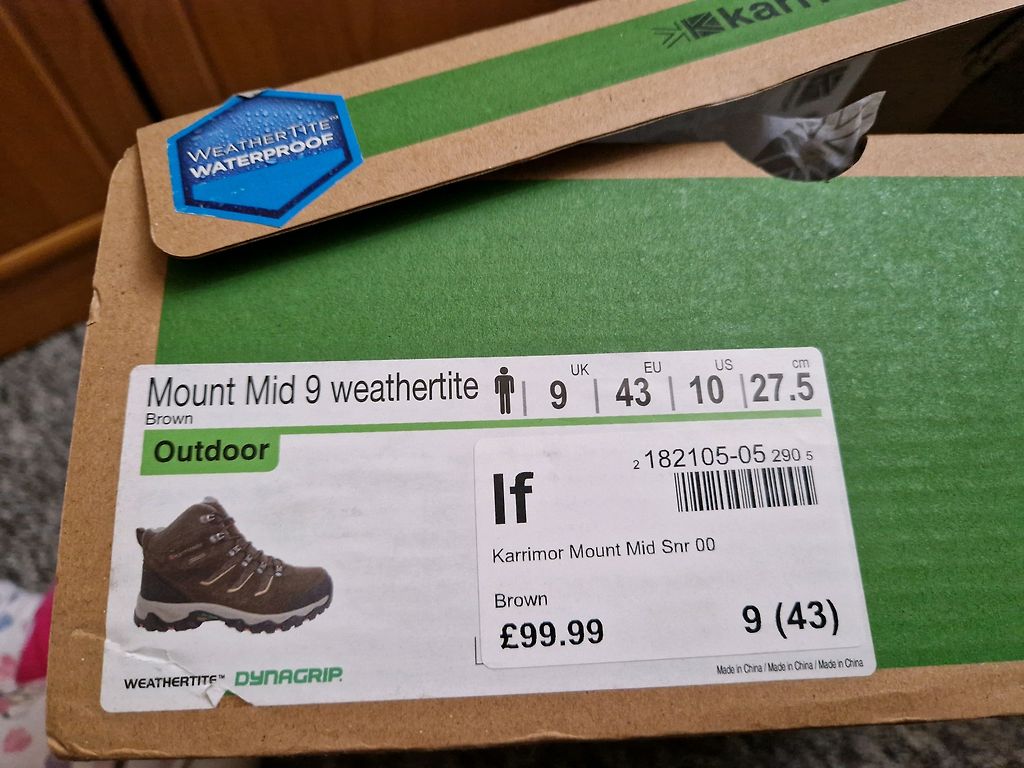 WEATHERTITE™
WATERPROOF
Mount Mid 9 weathertite
Brown
UK EU US cm
9 | 43 | 10 | 27.5
Outdoor
2 182105-05 290 5
lf
Karrimor Mount Mid Snr 00
Brown
£99.99 9 (43)
WEATHERTITE™ DYNAGRIP.
Made in China / Made in China / Made in China